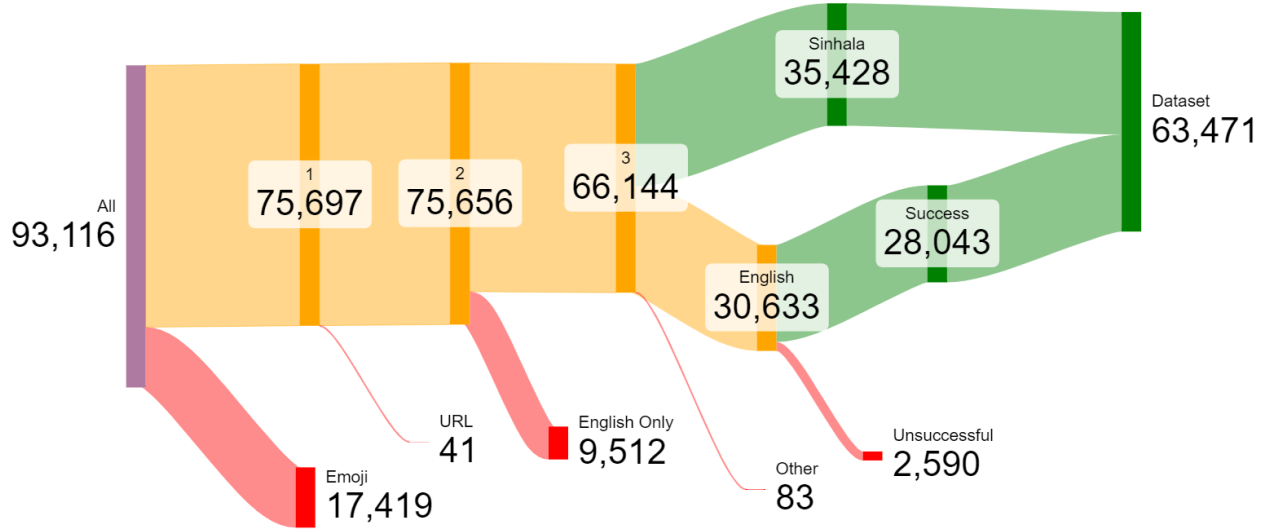 All
93,116
1
75,697
2
75,656
3
66,144
Sinhala
35,428
Dataset
63,471
Success
28,043
English
30,633
URL
41
English Only
9,512
Unsuccessful
2,590
Other
83
Emoji
17,419